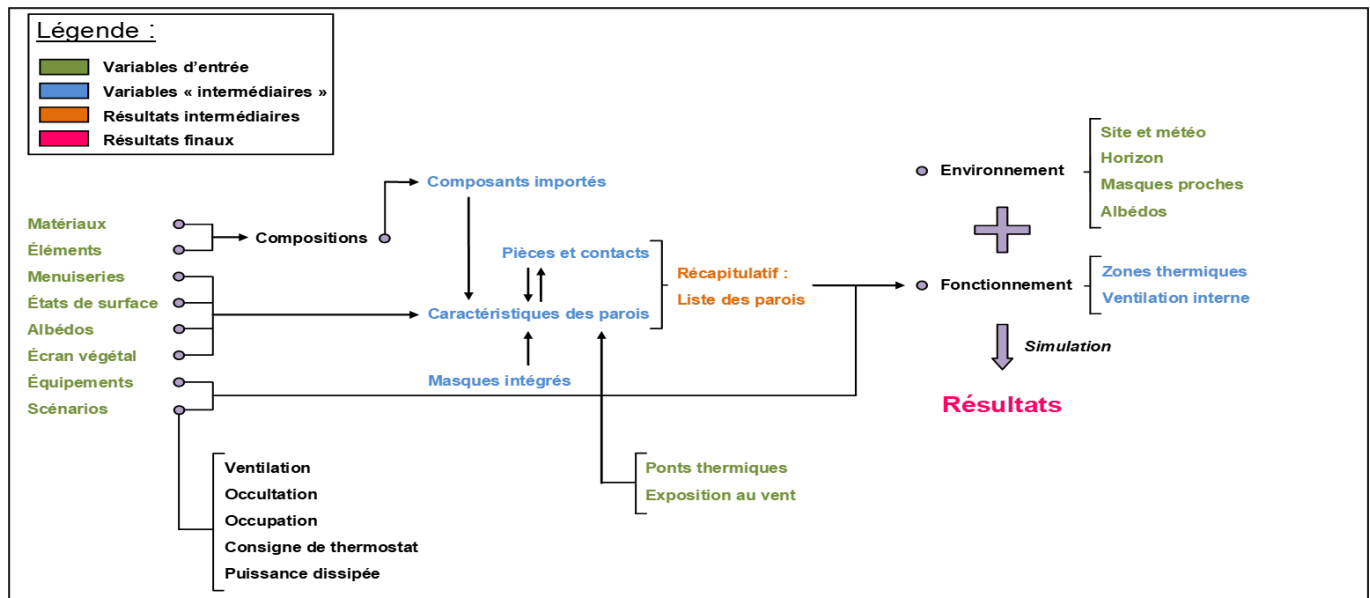 Légende :
Variables d'entrée
Variables « intermédiaires »
Résultats intermédiaires
Résultats finaux
Matériaux
Éléments
Menuiseries
États de surface
Albédos
Écran végétal
Équipements
Scénarios
Compositions
Ventilation
Occultation
Occupation
Consigne de thermostat
Puissance dissipée
Composants importés
Pièces et contacts
Caractéristiques des parois
Masques intégrés
Récapitulatif :
Liste des parois
Ponts thermiques
Exposition au vent
Environnement
Site et météo
Horizon
Masques proches
Albédos
Fonctionnement
Zones thermiques
Ventilation interne
Simulation
Résultats